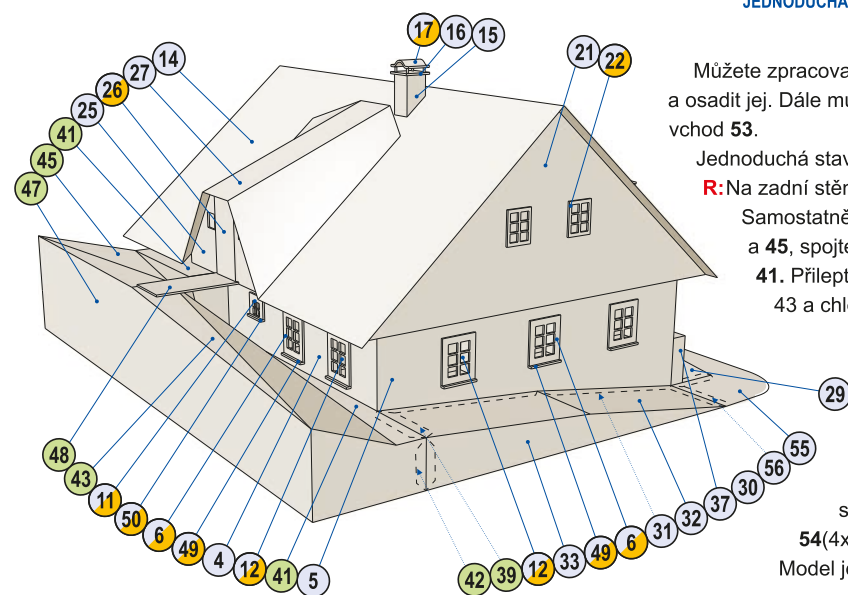 JEDNODUCHÁ
17 16 15
21 22
14
27
26
25
41
45
47
Můžete zpracova
a osadit jej. Dále mu
vchod 53.
Jednoduchá stav
R:Na zadní stěn
Samostatně
a 45, spojte
41. Přilept
43 a chlo
29
48
43
11
50
6
49
4
12
41
5
42 39 12 33 49 6 31 32 37 30 56 55
s
54(4x
Model je